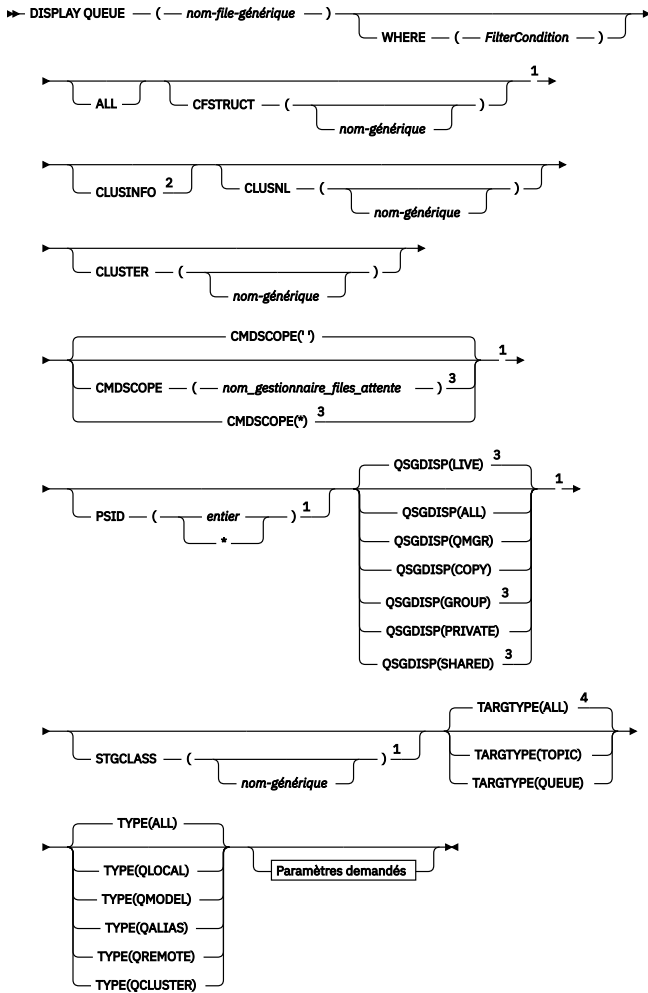 DISPLAY QUEUE ( nom-file-générique )
WHERE ( FilterCondition )
ALL CFSTRUCT ( nom-générique ) 1
CLUSINFO 2 CLUSNL ( nom-générique )
CLUSTER ( nom-générique )
CMDSCOPE(' ')
CMDSCOPE ( nom_gestionnaire_files_attente ) 3 1
CMDSCOPE(*) 3
QSGDISP(LIVE) 3
PSID ( entier ) 1
*
QSGDISP(ALL) 1
QSGDISP(QMGR)
QSGDISP(COPY)
QSGDISP(GROUP) 3
QSGDISP(PRIVATE)
QSGDISP(SHARED) 3
TARGTYPE(ALL) 4
STGCLASS ( nom-générique ) 1
TARGTYPE(TOPIC)
TARGTYPE(QUEUE)
TYPE(ALL)
TYPE(QLOCAL) Paramètres demandés
TYPE(QMODEL)
TYPE(QALIAS)
TYPE(QREMOTE)
TYPE(QCLUSTER)